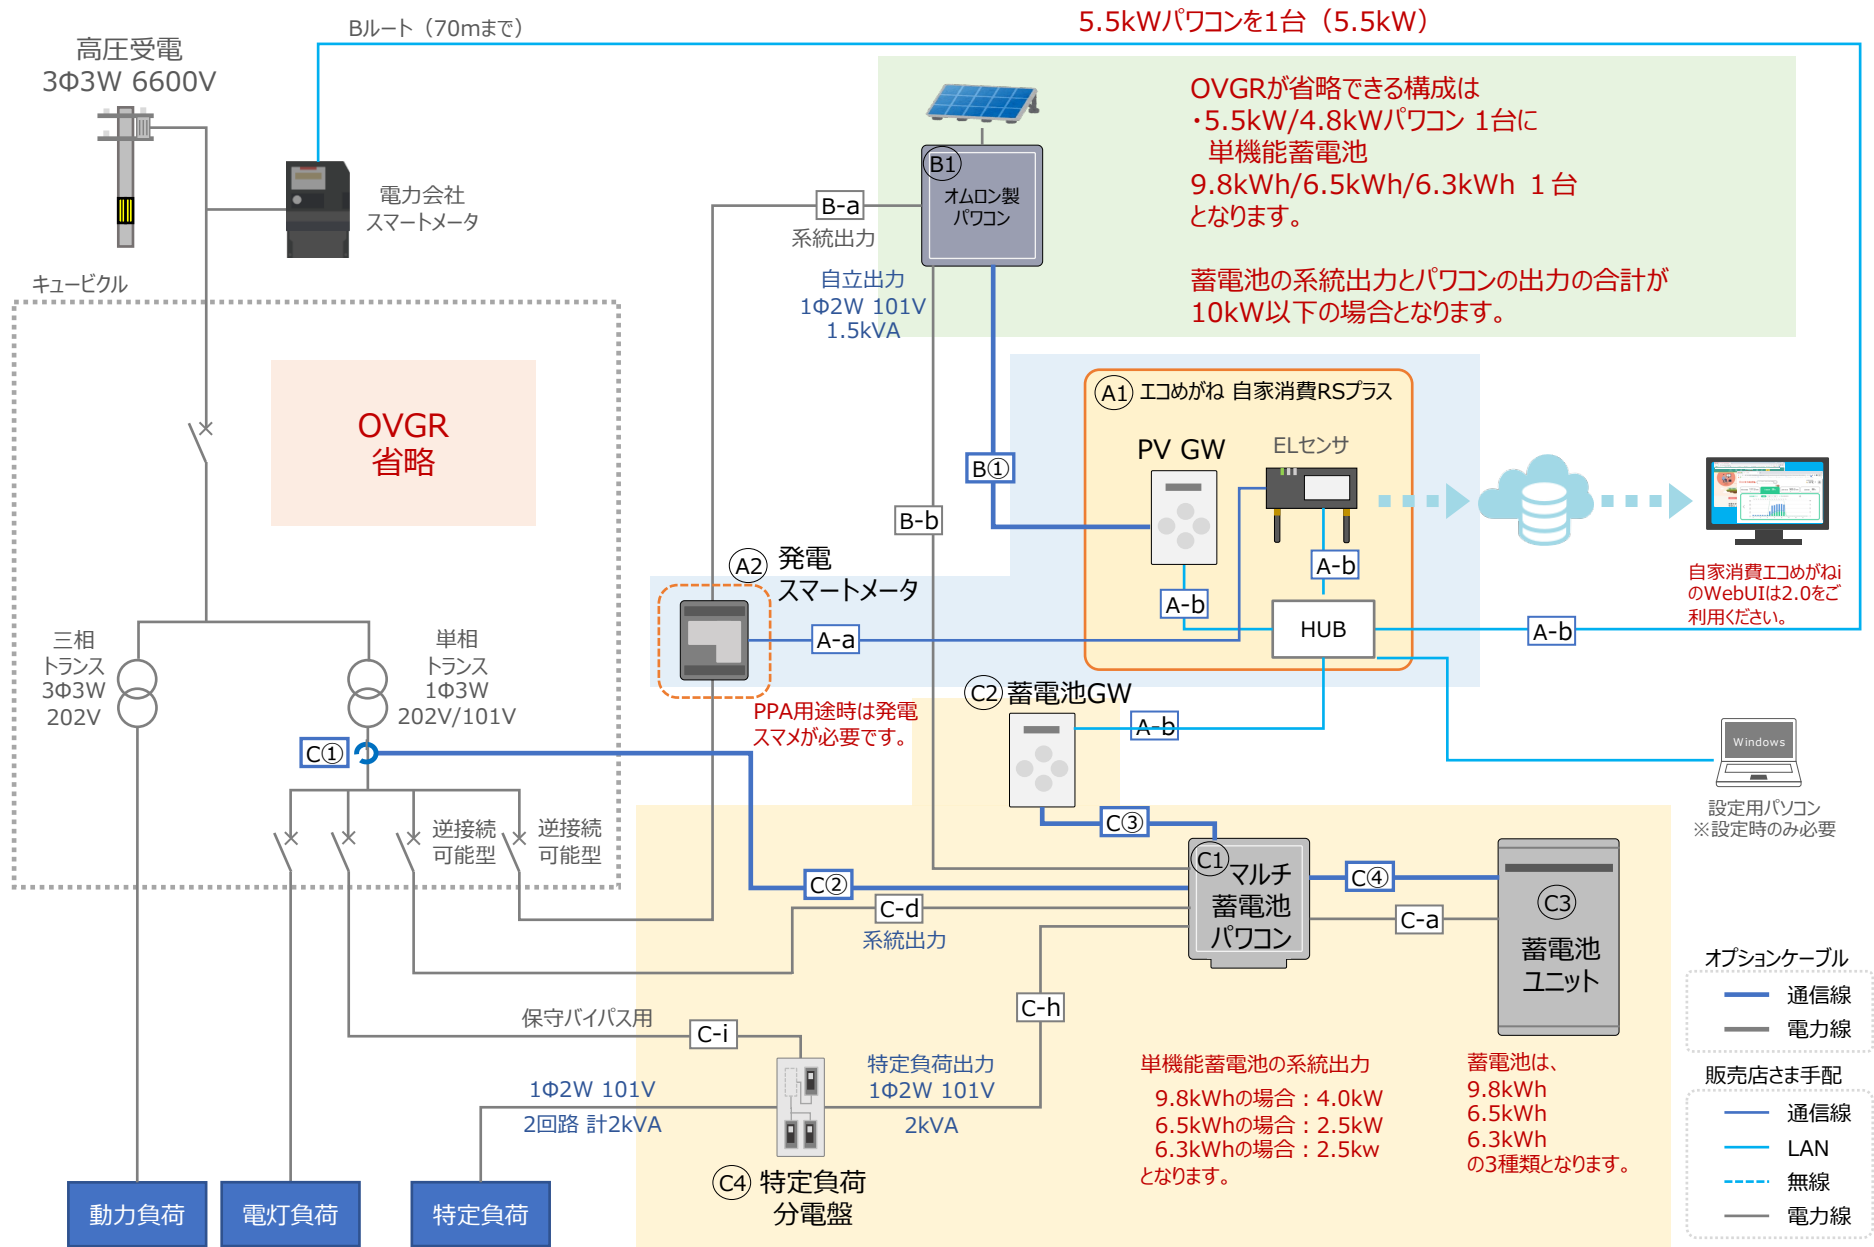 5.5kWパワコンを1台（5.5kW）
Bルート（70mまで）
高圧受電
3Φ3W 6600V
電力会社
スマートメータ
キュービクル
OVGR
省略
OVGRが省略できる構成は
・5.5kW/4.8kWパワコン 1台に
単機能蓄電池
9.8kWh/6.5kWh/6.3kWh 1台
となります。
蓄電池の系統出力とパワコンの出力の合計が
10kW以下の場合となります。
B1
オムロン製
パワコン
B-a
系統出力
自立出力
1Φ2W 101V
1.5kVA
A1 エコめがね 自家消費RSプラス
PV GW
ELセンサ
B①
B-b
A-b
A-b
HUB
A-b
A2 発電
スマートメータ
A-a
自家消費エコめがねi
のWebUIは2.0をご
利用ください。
三相
トランス
3Φ3W
202V
単相
トランス
1Φ3W
202V/101V
PPA用途時は発電
スマメが必要です。
C2 蓄電池GW
A-b
Windows
設定用パソコン
※設定時のみ必要
C①
逆接続
可能型
逆接続
可能型
C③
C②
C1
マルチ
蓄電池
パワコン
C④
C-a
C3
蓄電池
ユニット
C-d
系統出力
C-h
保守バイパス用
C-i
1Φ2W 101V
2回路 計2kVA
特定負荷出力
1Φ2W 101V
2kVA
C4 特定負荷
分電盤
単機能蓄電池の系統出力
9.8kWhの場合：4.0kW
6.5kWhの場合：2.5kW
6.3kWhの場合：2.5kw
となります。
蓄電池は、
9.8kWh
6.5kWh
6.3kWh
の3種類となります。
オプションケーブル
通信線
電力線
販売店さま手配
通信線
LAN
無線
電力線
動力負荷
電灯負荷
特定負荷